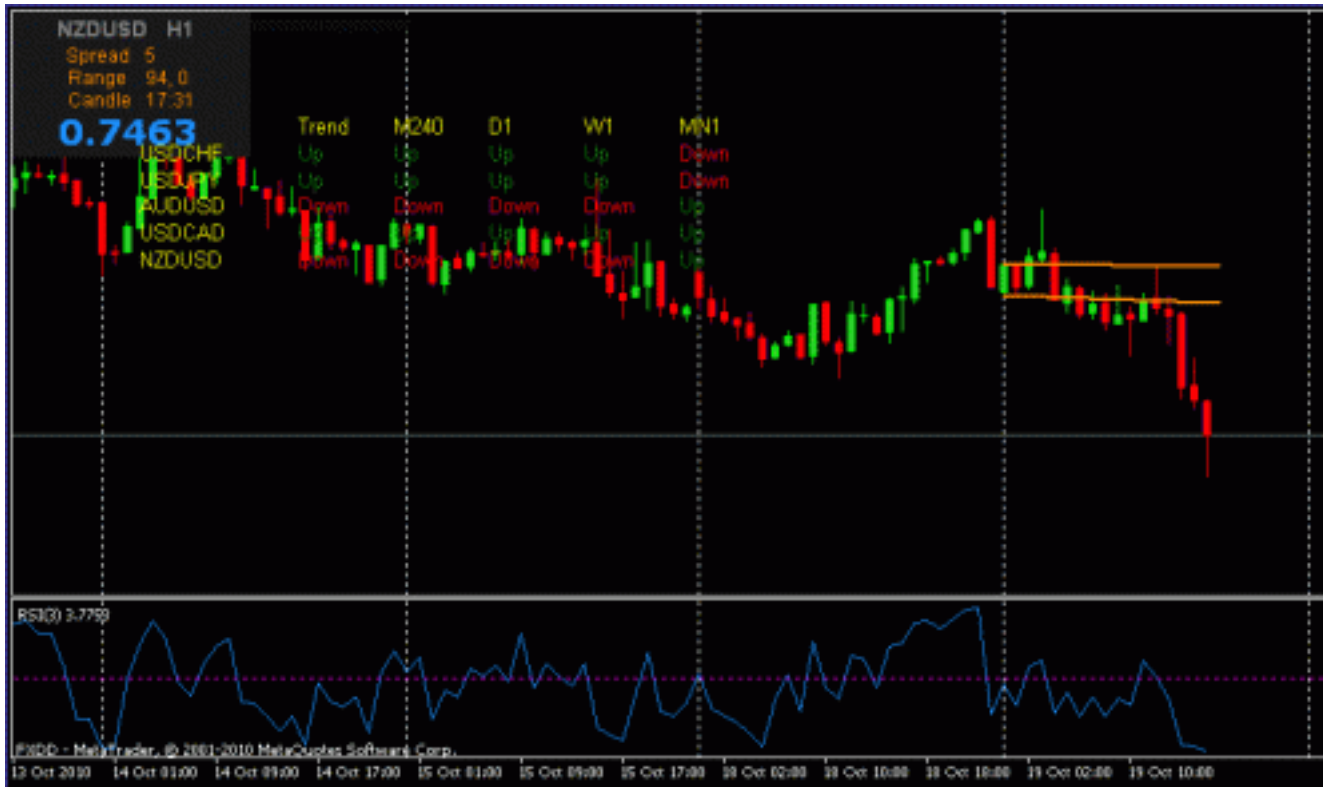 NZDUSD H1
Spread 5
Range 94,0
Candle 17:31
0.7463
Trend M240 D1 W1 MN1
USDCHF Up Up Up Up Down
USDJPY Up Up Up Up Down
AUDUSD Down Down Down Down Up
USDCAD Up Up
NZDUSD Down Down Down Down Up
RSI(3) 3.7759
FXDD - MetaTrader, © 2001-2010 MetaQuotes Software Corp.
13 Oct 2010 14 Oct 01:00 14 Oct 09:00 14 Oct 17:00 15 Oct 01:00 15 Oct 09:00 15 Oct 17:00 18 Oct 02:00 18 Oct 10:00 18 Oct 18:00 19 Oct 02:00 19 Oct 10:00